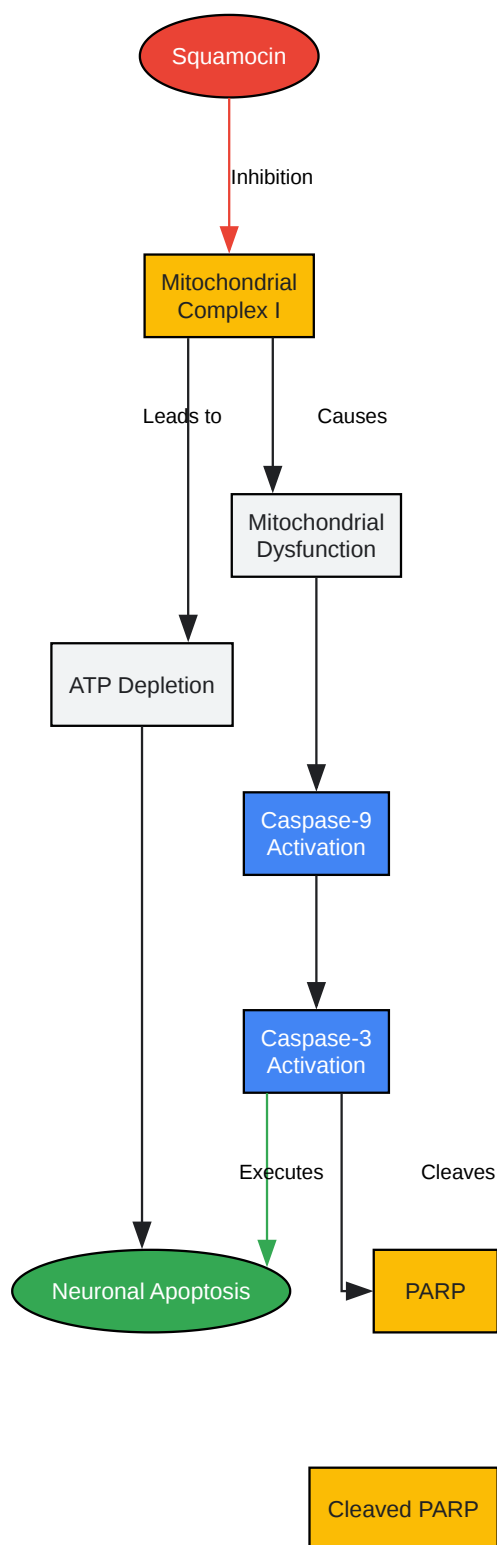 Squamocin
Inhibition
Mitochondrial
Complex I
Leads to
Causes
Mitochondrial
Dysfunction
ATP Depletion
Caspase-9
Activation
Caspase-3
Activation
Executes
Cleaves
Neuronal Apoptosis
PARP
Cleaved PARP